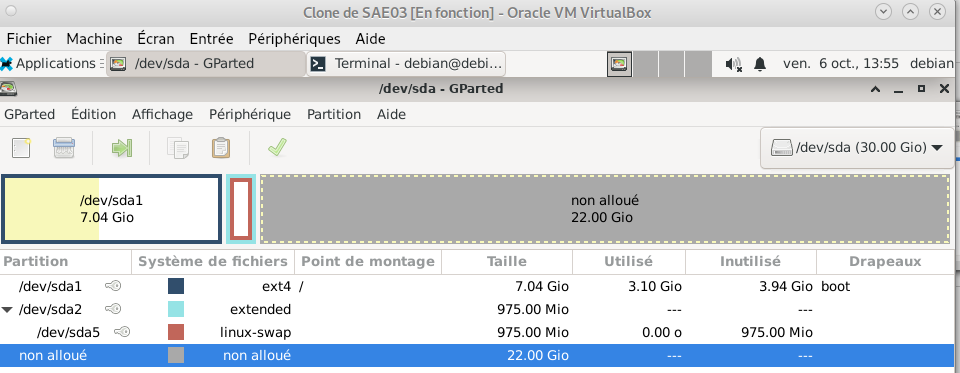 Clone de SAE03 [En fonction] - Oracle VM VirtualBox
Fichier Machine Écran Entrée Périphériques Aide
Applications /dev/sda - GParted Terminal - debian@debi... ven. 6 oct., 13:55 debian
/dev/sda - GParted
GParted Édition Affichage Périphérique Partition Aide
/dev/sda (30.00 Gio)
/dev/sda1
7.04 Gio
non alloué
22.00 Gio
Partition Système de fichiers Point de montage Taille Utilisé Inutilisé Drapeaux
/dev/sda1 ext4 / 7.04 Gio 3.10 Gio 3.94 Gio boot
/dev/sda2 extended 975.00 Mio --- ---
/dev/sda5 linux-swap 975.00 Mio 0.00 o 975.00 Mio
non alloué non alloué 22.00 Gio --- ---